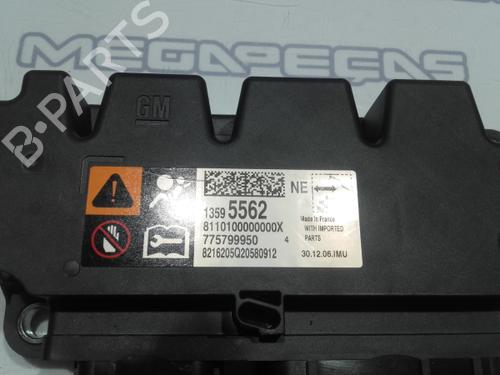 MEGAPEÇAS
B-PARTS
GM
NE
1359 5562
8110100000000X
775799950 4
8216205Q20580912
Made In France
WITH IMPORTED
PARTS
30.12.06.IMU